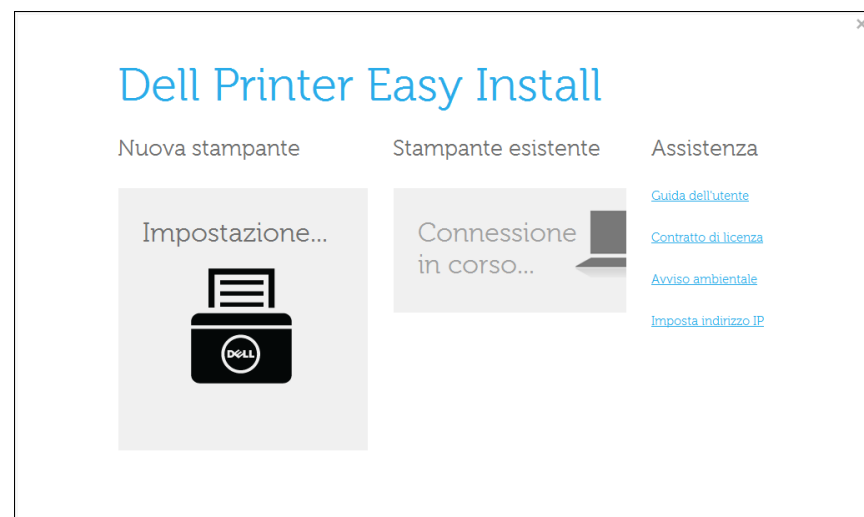 Dell Printer Easy Install
Nuova stampante
Impostazione...
DELL
Stampante esistente
Connessione
in corso...
Assistenza
Guida dell'utente
Contratto di licenza
Avviso ambientale
Imposta indirizzo IP